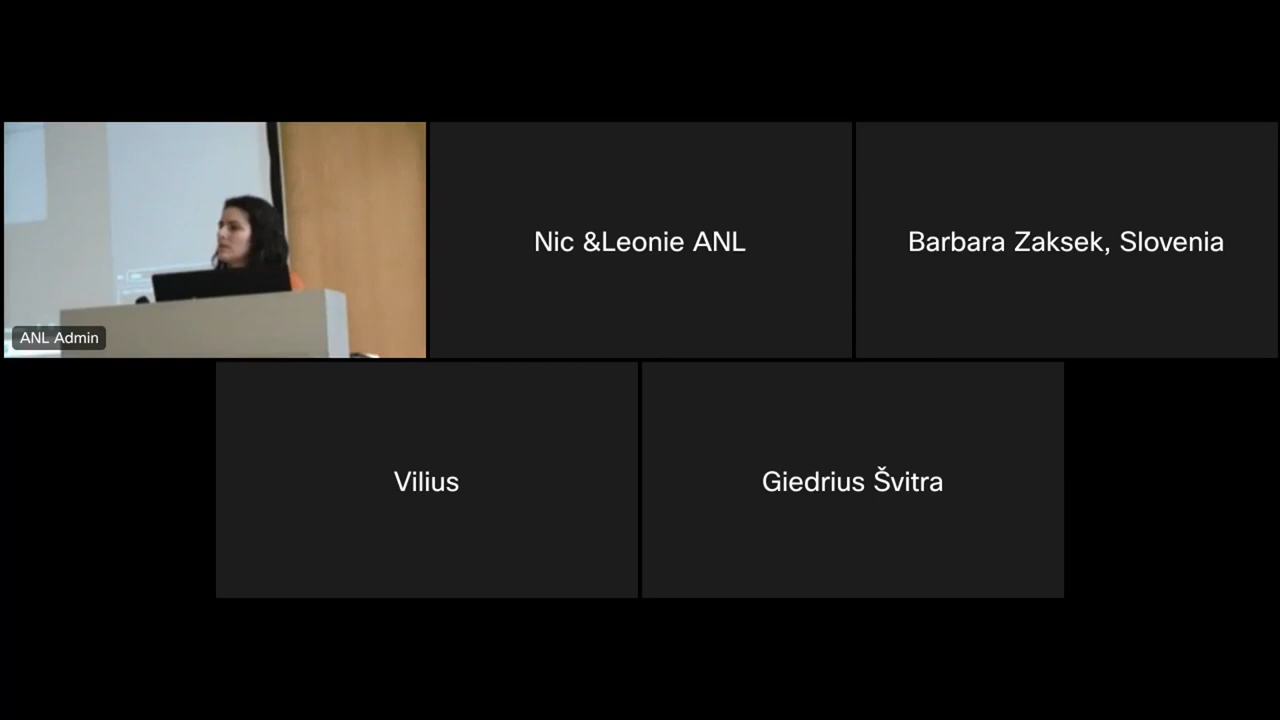 ANL Admin
Nic &Leonie ANL
Barbara Zaksek, Slovenia
Vilius
Giedrius Švitra